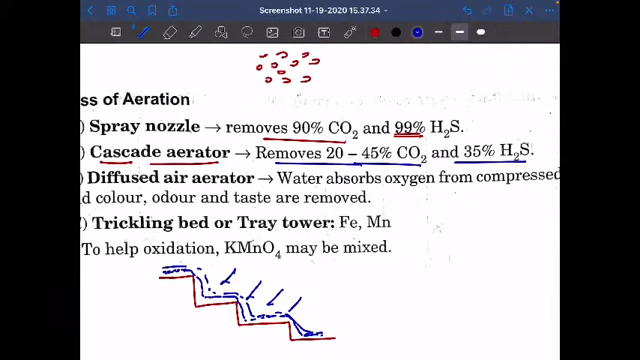 Screenshot 11-19-2020 15.37.34
ss of Aeration
) Spray nozzle → removes 90% CO₂ and 99% H₂S.
) Cascade aerator → Removes 20 – 45% CO₂ and 35% H₂S.
) Diffused air aerator → Water absorbs oxygen from compressed
d colour, odour and taste are removed.
) Trickling bed or Tray tower: Fe, Mn
To help oxidation, KMnO₄ may be mixed.